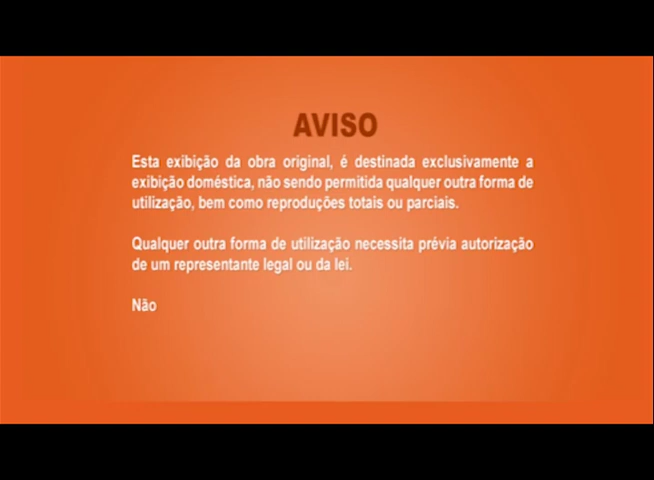 AVISO
Esta exibição da obra original, é destinada exclusivamente a
exibição doméstica, não sendo permitida qualquer outra forma de
utilização, bem como reproduções totais ou parciais.
Qualquer outra forma de utilização necessita prévia autorização
de um representante legal ou da lei.
Não